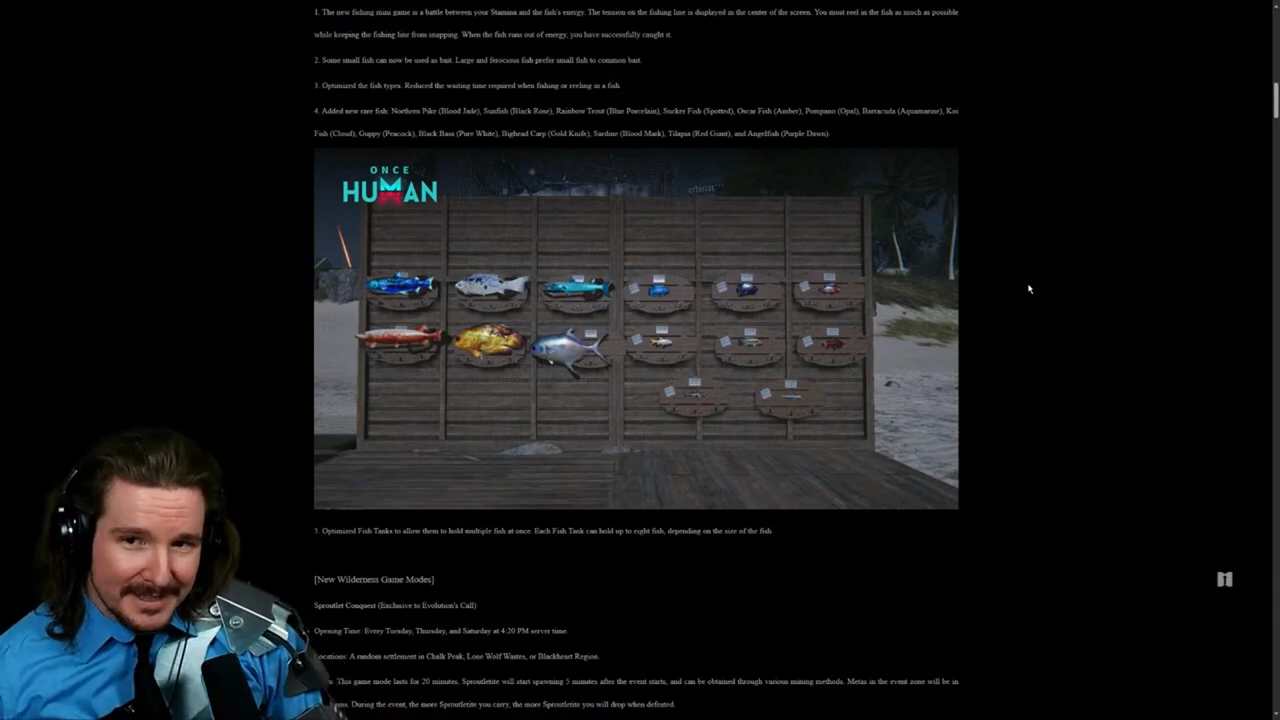 1. The new fishing mini game is a battle between your Stamina and the fish's energy. The tension on the fishing line is displayed in the center of the screen. You must reel in the fish as much as possible
while keeping the fishing line from snapping. When the fish runs out of energy, you have successfully caught it.
2. Some small fish can now be used as bait. Large and ferocious fish prefer small fish to common bait.
3. Optimized the fish types. Reduced the waiting time required when fishing or reeling in a fish.
4. Added new rare fish: Northern Pike (Blood Jade), Sunfish (Black Rose), Rainbow Trout (Blue Porcelain), Sucker Fish (Spotted), Oscar Fish (Amber), Pompano (Opal), Barracuda (Aquamarine), Koi
Fish (Cloud), Guppy (Peacock), Black Bass (Pure White), Bighead Carp (Gold Knife), Sardine (Blood Mark), Tilapia (Red Giant), and Angelfish (Purple Dawn).
ONCE
HUMAN
5. Optimized Fish Tanks to allow them to hold multiple fish at once. Each Fish Tank can hold up to eight fish, depending on the size of the fish.
[New Wilderness Game Modes]
Sproutlet Conquest (Exclusive to Evolution's Call)
Opening Time: Every Tuesday, Thursday, and Saturday at 4:20 PM server time.
Locations: A random settlement in Chalk Peak, Lone Wolf Wastes, or Blackheart Region.
This game mode lasts for 20 minutes. Sproutletite will start spawning 5 minutes after the event starts, and can be obtained through various mining methods. Metas in the event zone will be in
During the event, the more Sproutletite you carry, the more Sproutletite you will drop when defeated.